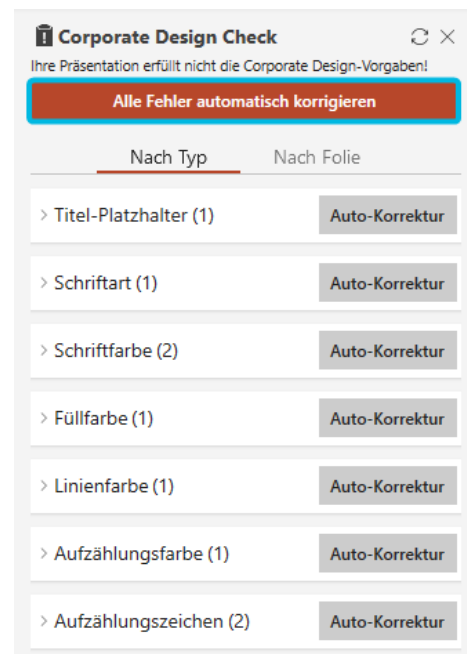 Corporate Design Check
Ihre Präsentation erfüllt nicht die Corporate Design-Vorgaben!
Alle Fehler automatisch korrigieren
Nach Typ Nach Folie
Titel-Platzhalter (1) Auto-Korrektur
Schriftart (1) Auto-Korrektur
Schriftfarbe (2) Auto-Korrektur
Füllfarbe (1) Auto-Korrektur
Linienfarbe (1) Auto-Korrektur
Aufzählungsfarbe (1) Auto-Korrektur
Aufzählungszeichen (2) Auto-Korrektur